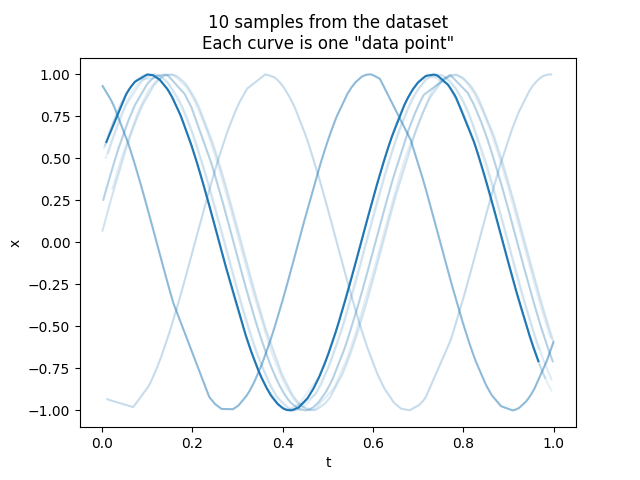 10 samples from the dataset
Each curve is one "data point"
1.00
0.75
0.50
0.25
0.00
−0.25
−0.50
−0.75
−1.00
x
0.0 0.2 0.4 0.6 0.8 1.0
t